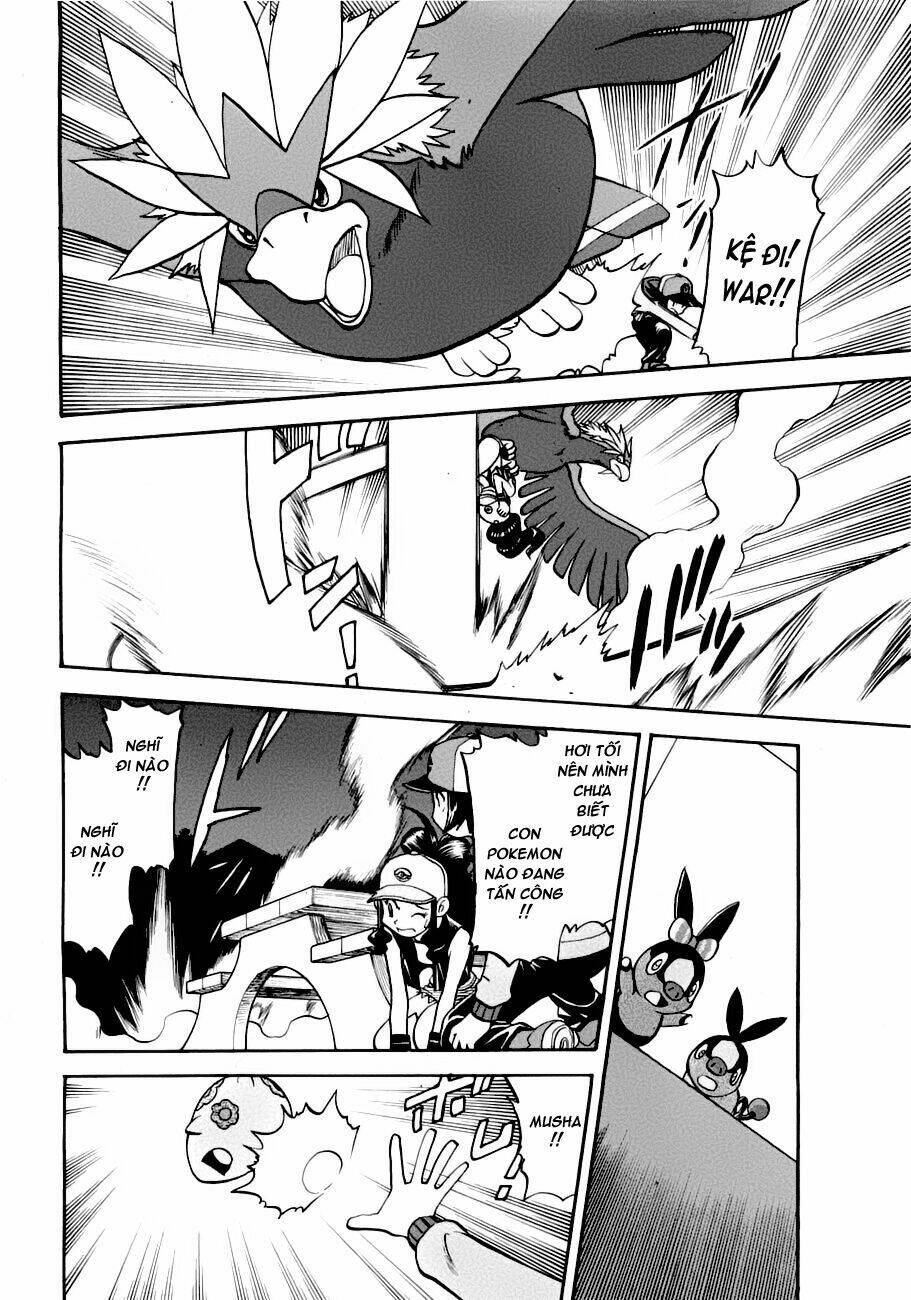 KỆ ĐI!
WAR!!
HƠI TỐI
NÊN MÌNH
CHƯA
BIẾT
ĐƯỢC
CON
POKEMON
NÀO ĐANG
TẤN CÔNG
!!
NGHĨ
ĐI NÀO
!!
NGHĨ
ĐI NÀO
!!
MUSHA
!!